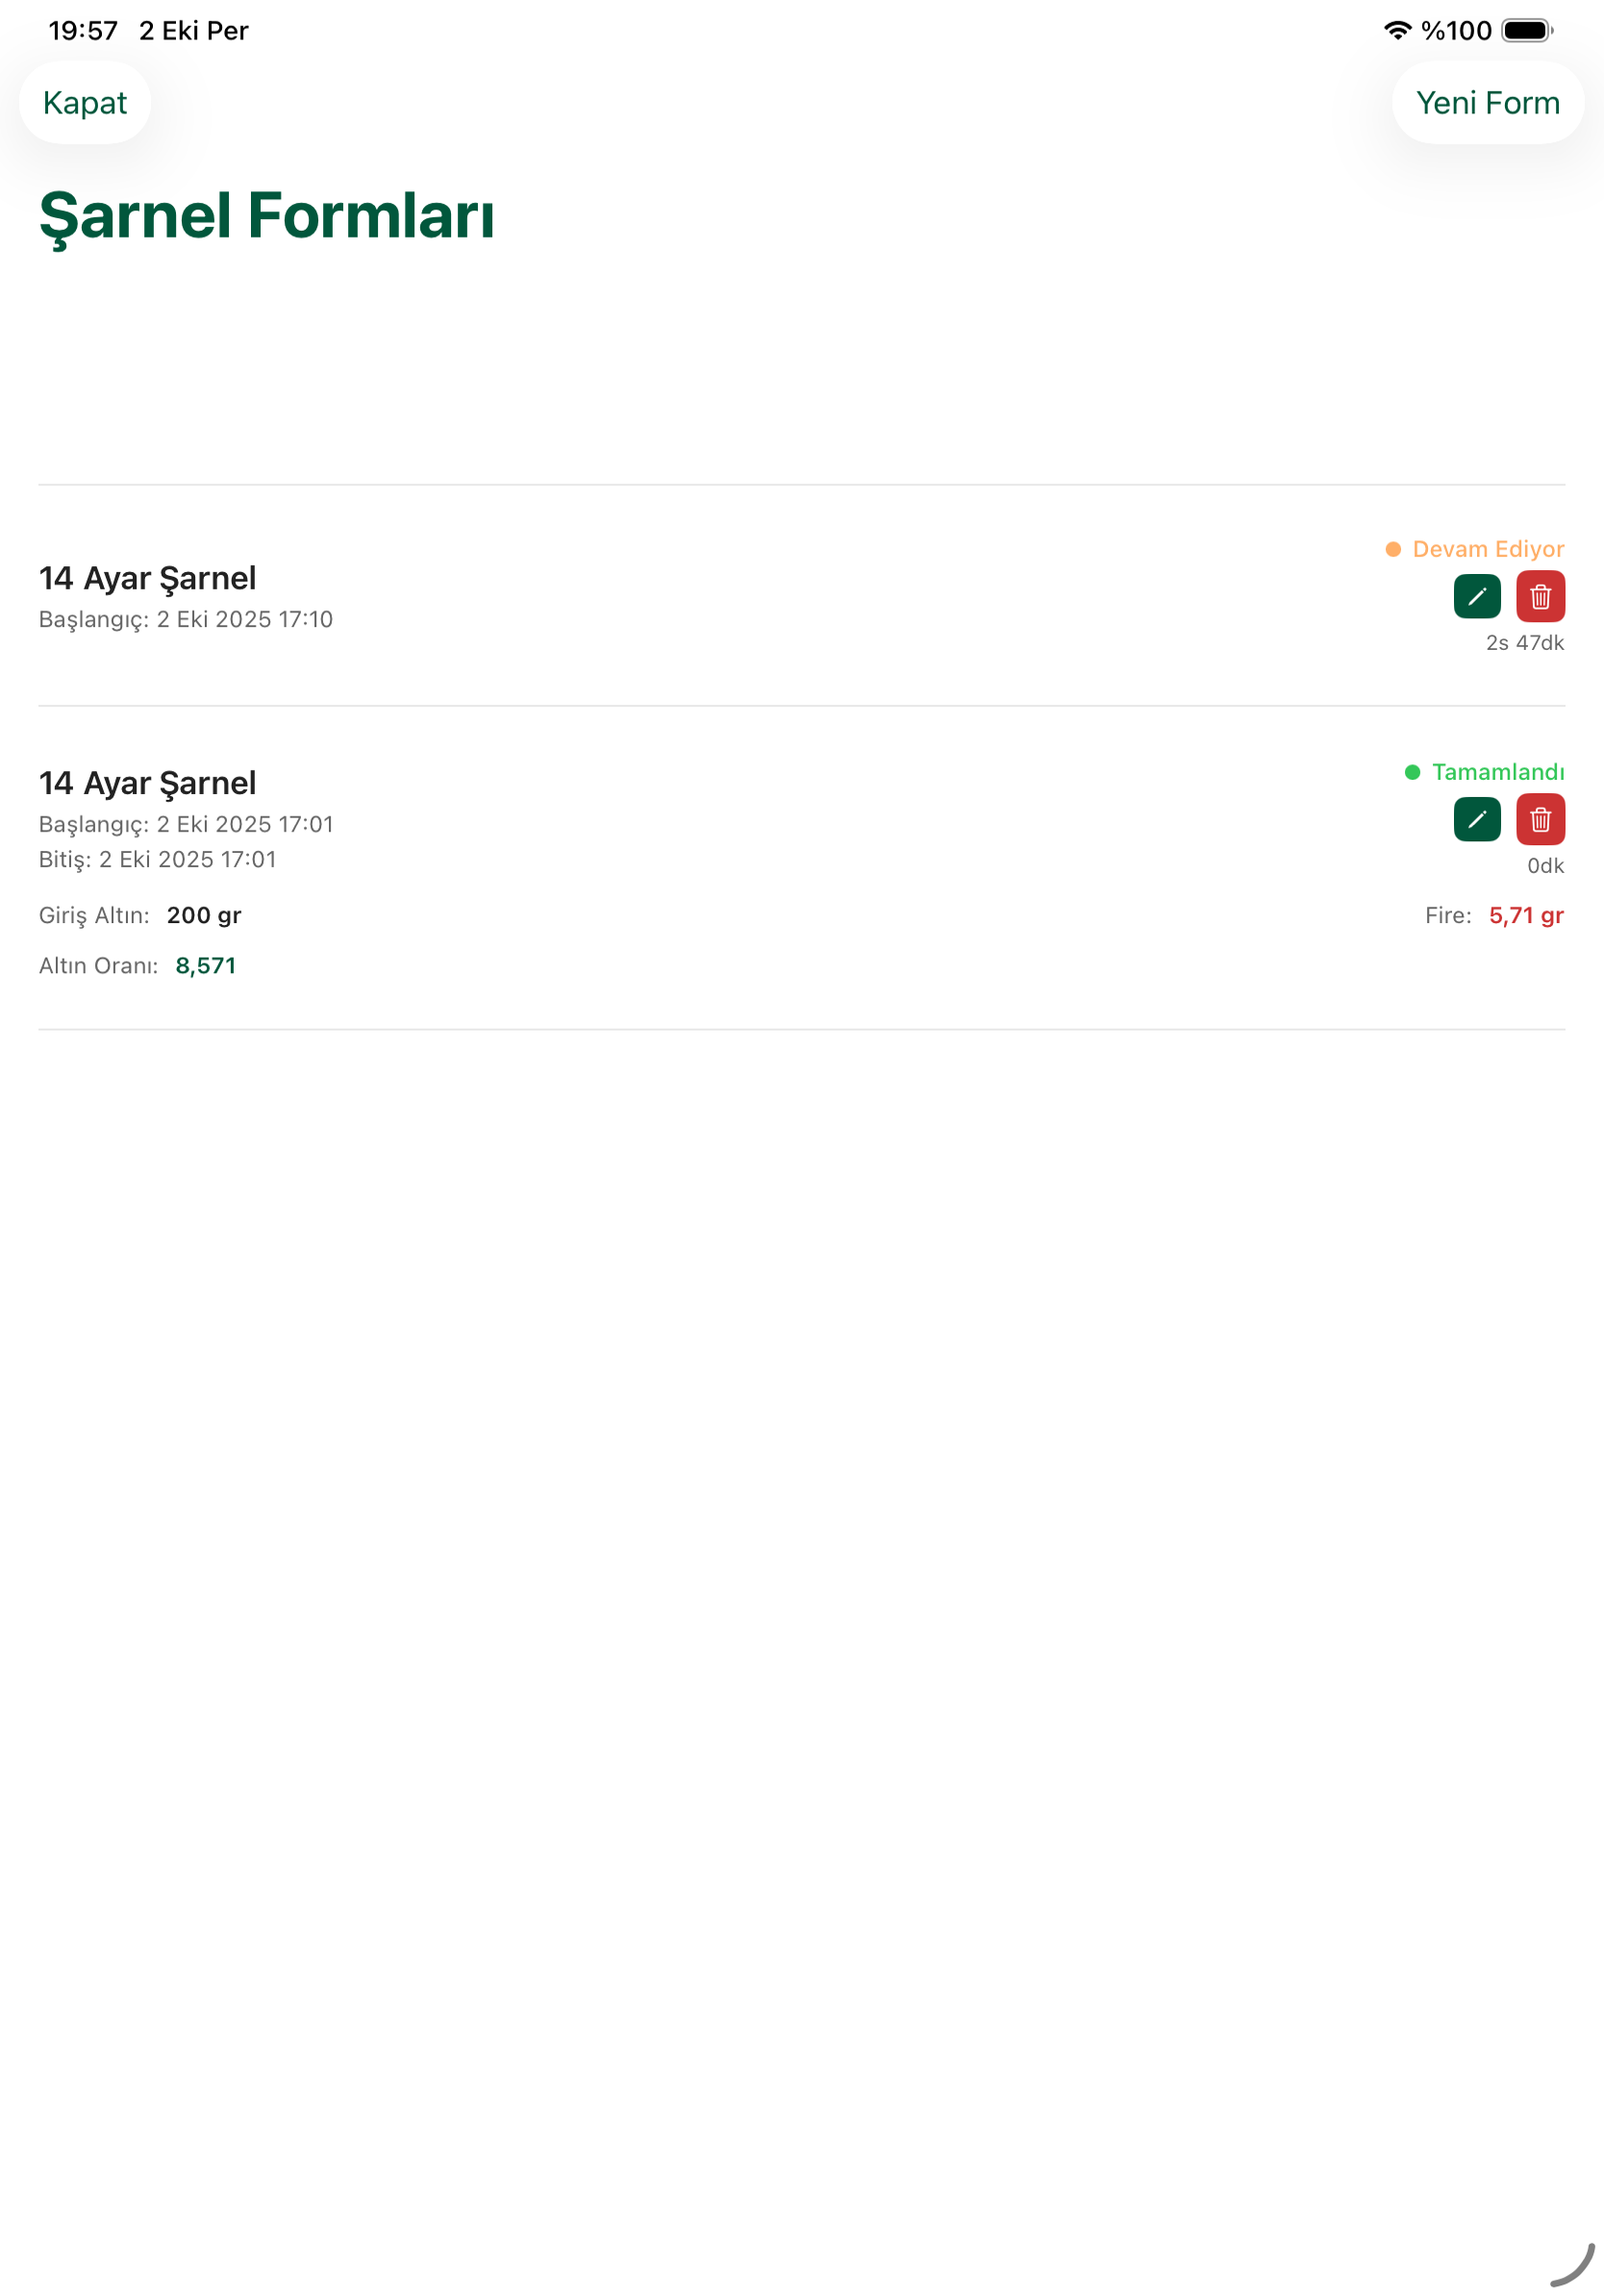 19:57 2 Eki Per %100
Kapat Yeni Form
Şarnel Formları
Devam Ediyor
14 Ayar Şarnel
Başlangıç: 2 Eki 2025 17:10
2s 47dk
Tamamlandı
14 Ayar Şarnel
Başlangıç: 2 Eki 2025 17:01
Bitiş: 2 Eki 2025 17:01
0dk
Giriş Altın: 200 gr Fire: 5,71 gr
Altın Oranı: 8,571